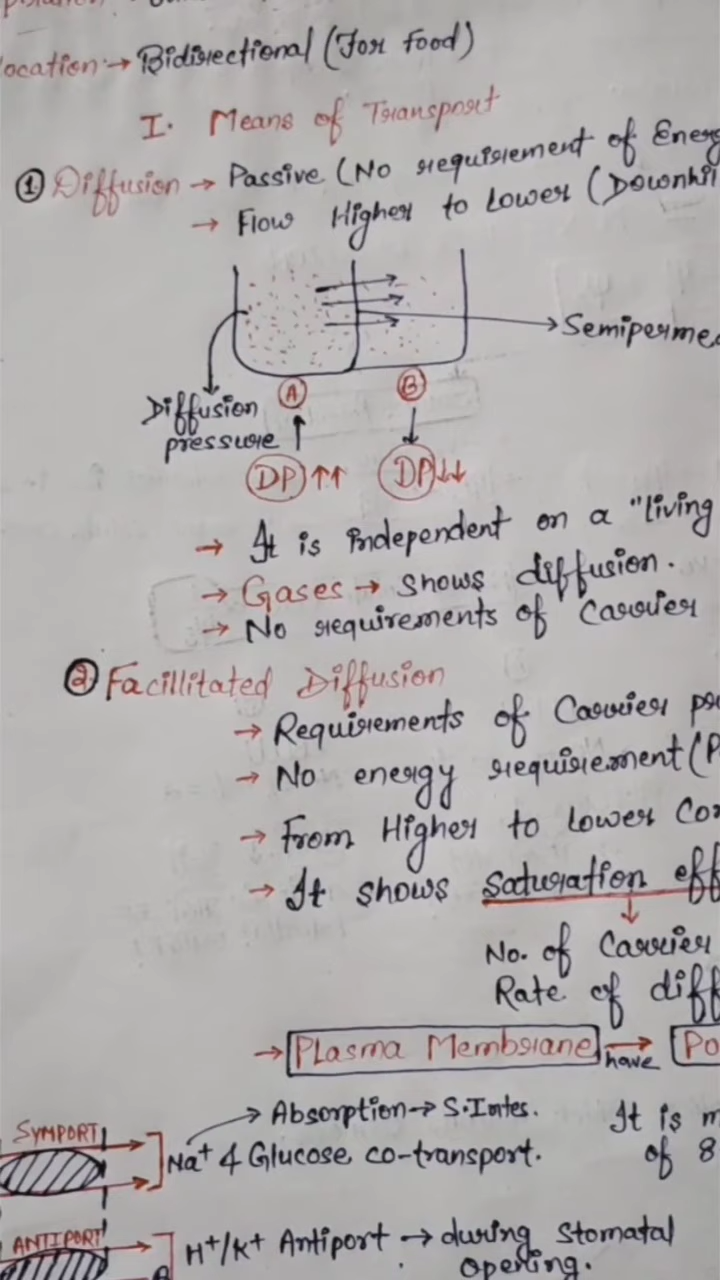 location → Bidirectional (For Food)
I. Means of Transport
① Diffusion → Passive (No requirement of Energ
→ Flow Higher to Lower (Downhil
→ Semiperme
Ⓐ Ⓑ
Diffusion
pressure
DP↑↑ DP↓↓
→ It is independent on a "living
→ Gases → shows diffusion.
→ No requirements of Carrier
② Facillitated Diffusion
→ Requirements of Carrier pr
→ No energy requirement (P
→ From Higher to Lower Co
→ It shows saturation eff
No. of Carrier
Rate of diff
→ Plasma Membrane → have Po
→ Absorption → S.Intes.
SYMPORT
Na⁺ & Glucose co-transport.
It is m
of 8
ANTIPORT
H⁺/K⁺ Antiport → during stomatal
opering.